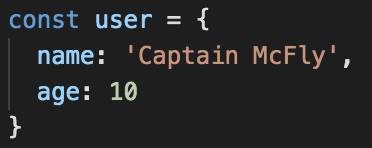 const user = {
  name: 'Captain McFly',
  age: 10
}